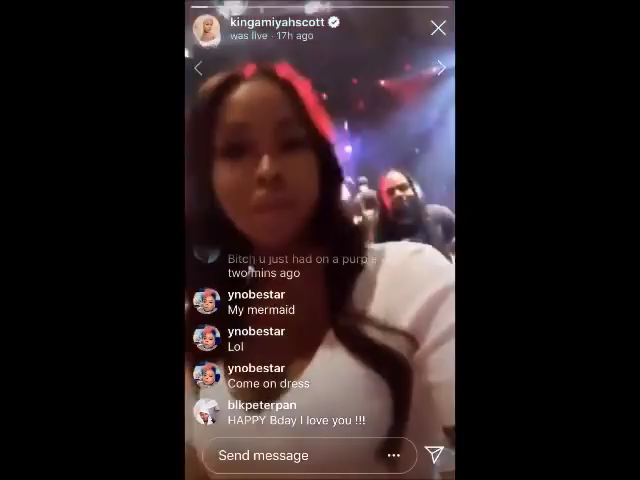 kingamiyahscott
was live · 17h ago
Bitch u just had on a purple
two mins ago
ynobestar
My mermaid
ynobestar
Lol
ynobestar
Come on dress
blkpeterpan
HAPPY Bday I love you !!!
Send message